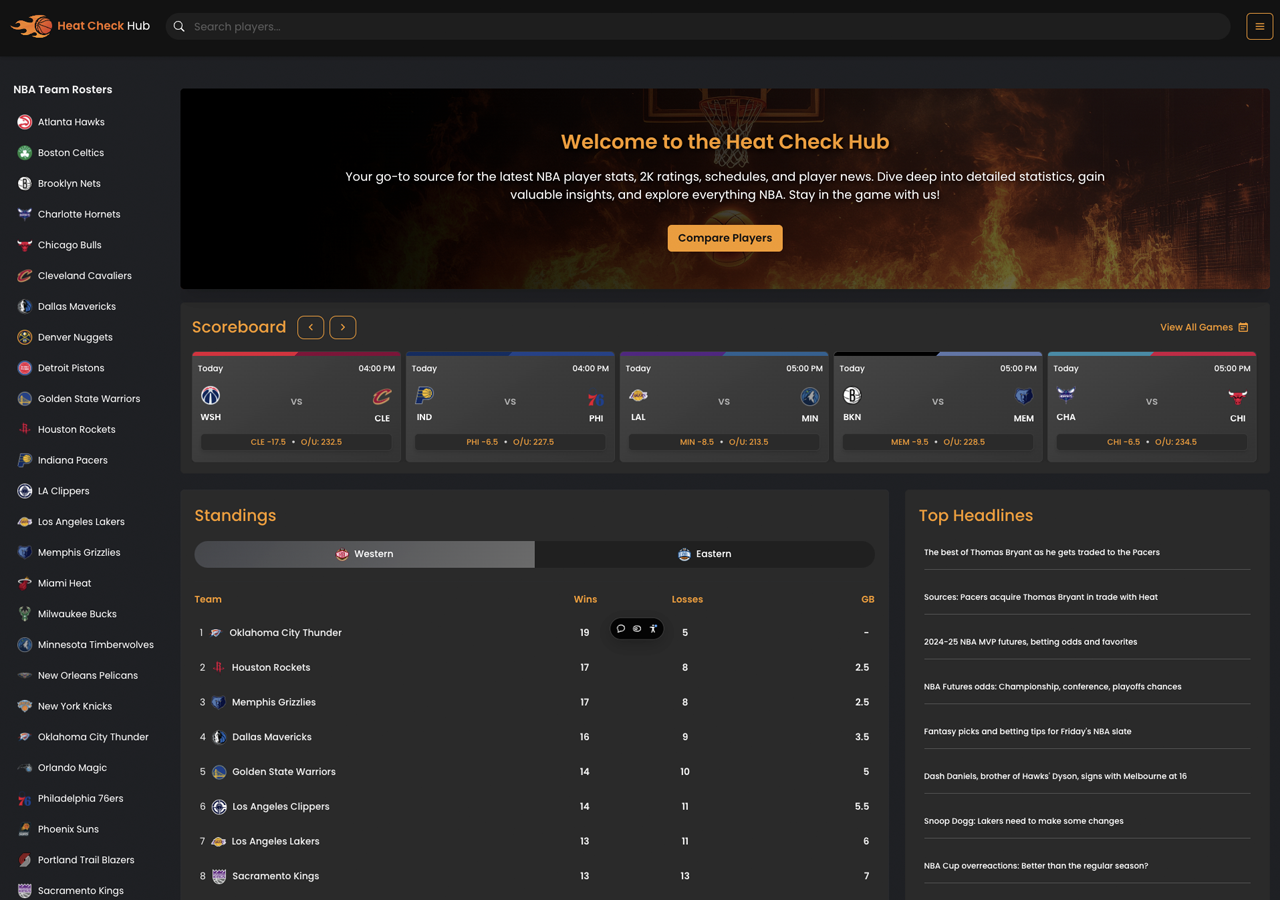 Heat Check Hub
Search players...
NBA Team Rosters
Atlanta Hawks
Boston Celtics
Brooklyn Nets
Charlotte Hornets
Chicago Bulls
Cleveland Cavaliers
Dallas Mavericks
Denver Nuggets
Detroit Pistons
Golden State Warriors
Houston Rockets
Indiana Pacers
LA Clippers
Los Angeles Lakers
Memphis Grizzlies
Miami Heat
Milwaukee Bucks
Minnesota Timberwolves
New Orleans Pelicans
New York Knicks
Oklahoma City Thunder
Orlando Magic
Philadelphia 76ers
Phoenix Suns
Portland Trail Blazers
Sacramento Kings
Welcome to the Heat Check Hub
Your go-to source for the latest NBA player stats, 2K ratings, schedules, and player news. Dive deep into detailed statistics, gain
valuable insights, and explore everything NBA. Stay in the game with us!
Compare Players
Scoreboard
View All Games
Today 04:00 PM
VS
WSH CLE
CLE -17.5 • O/U: 232.5
Today 04:00 PM
VS
IND PHI
PHI -6.5 • O/U: 227.5
Today 05:00 PM
VS
LAL MIN
MIN -8.5 • O/U: 213.5
Today 05:00 PM
VS
BKN MEM
MEM -9.5 • O/U: 228.5
Today 05:00 PM
VS
CHA CHI
CHI -6.5 • O/U: 234.5
Standings
Western Eastern
Team Wins Losses GB
1 Oklahoma City Thunder 19 5 -
2 Houston Rockets 17 8 2.5
3 Memphis Grizzlies 17 8 2.5
4 Dallas Mavericks 16 9 3.5
5 Golden State Warriors 14 10 5
6 Los Angeles Clippers 14 11 5.5
7 Los Angeles Lakers 13 11 6
8 Sacramento Kings 13 13 7
Top Headlines
The best of Thomas Bryant as he gets traded to the Pacers
Sources: Pacers acquire Thomas Bryant in trade with Heat
2024-25 NBA MVP futures, betting odds and favorites
NBA Futures odds: Championship, conference, playoffs chances
Fantasy picks and betting tips for Friday's NBA slate
Dash Daniels, brother of Hawks' Dyson, signs with Melbourne at 16
Snoop Dogg: Lakers need to make some changes
NBA Cup overreactions: Better than the regular season?